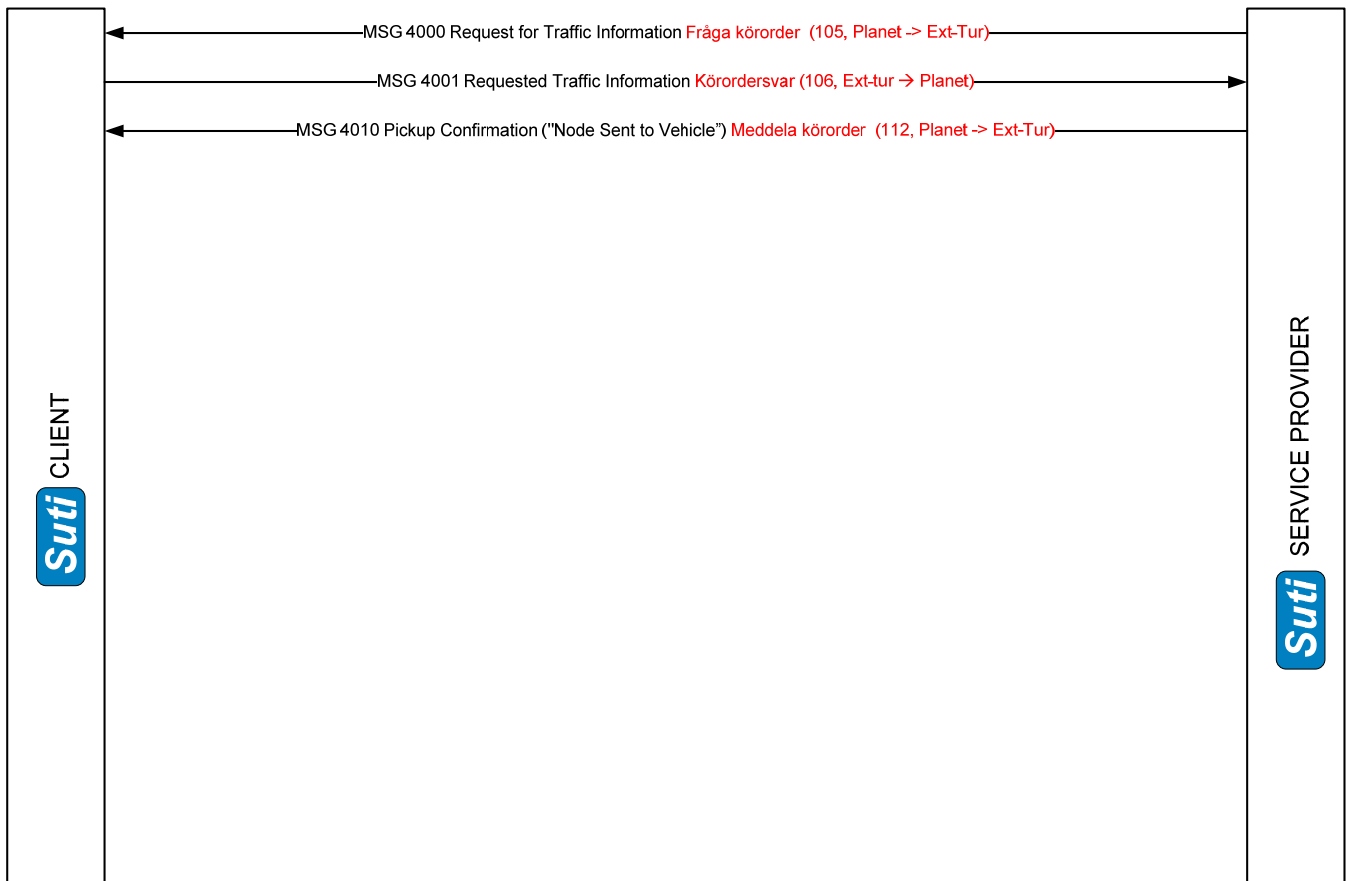 MSG 4000 Request for Traffic Information Fråga körorder (105, Planet -> Ext-Tur)
MSG 4001 Requested Traffic Information Körordersvar (106, Ext-tur → Planet)
MSG 4010 Pickup Confirmation ("Node Sent to Vehicle”) Meddela körorder (112, Planet -> Ext-Tur)
Suti CLIENT
Suti SERVICE PROVIDER